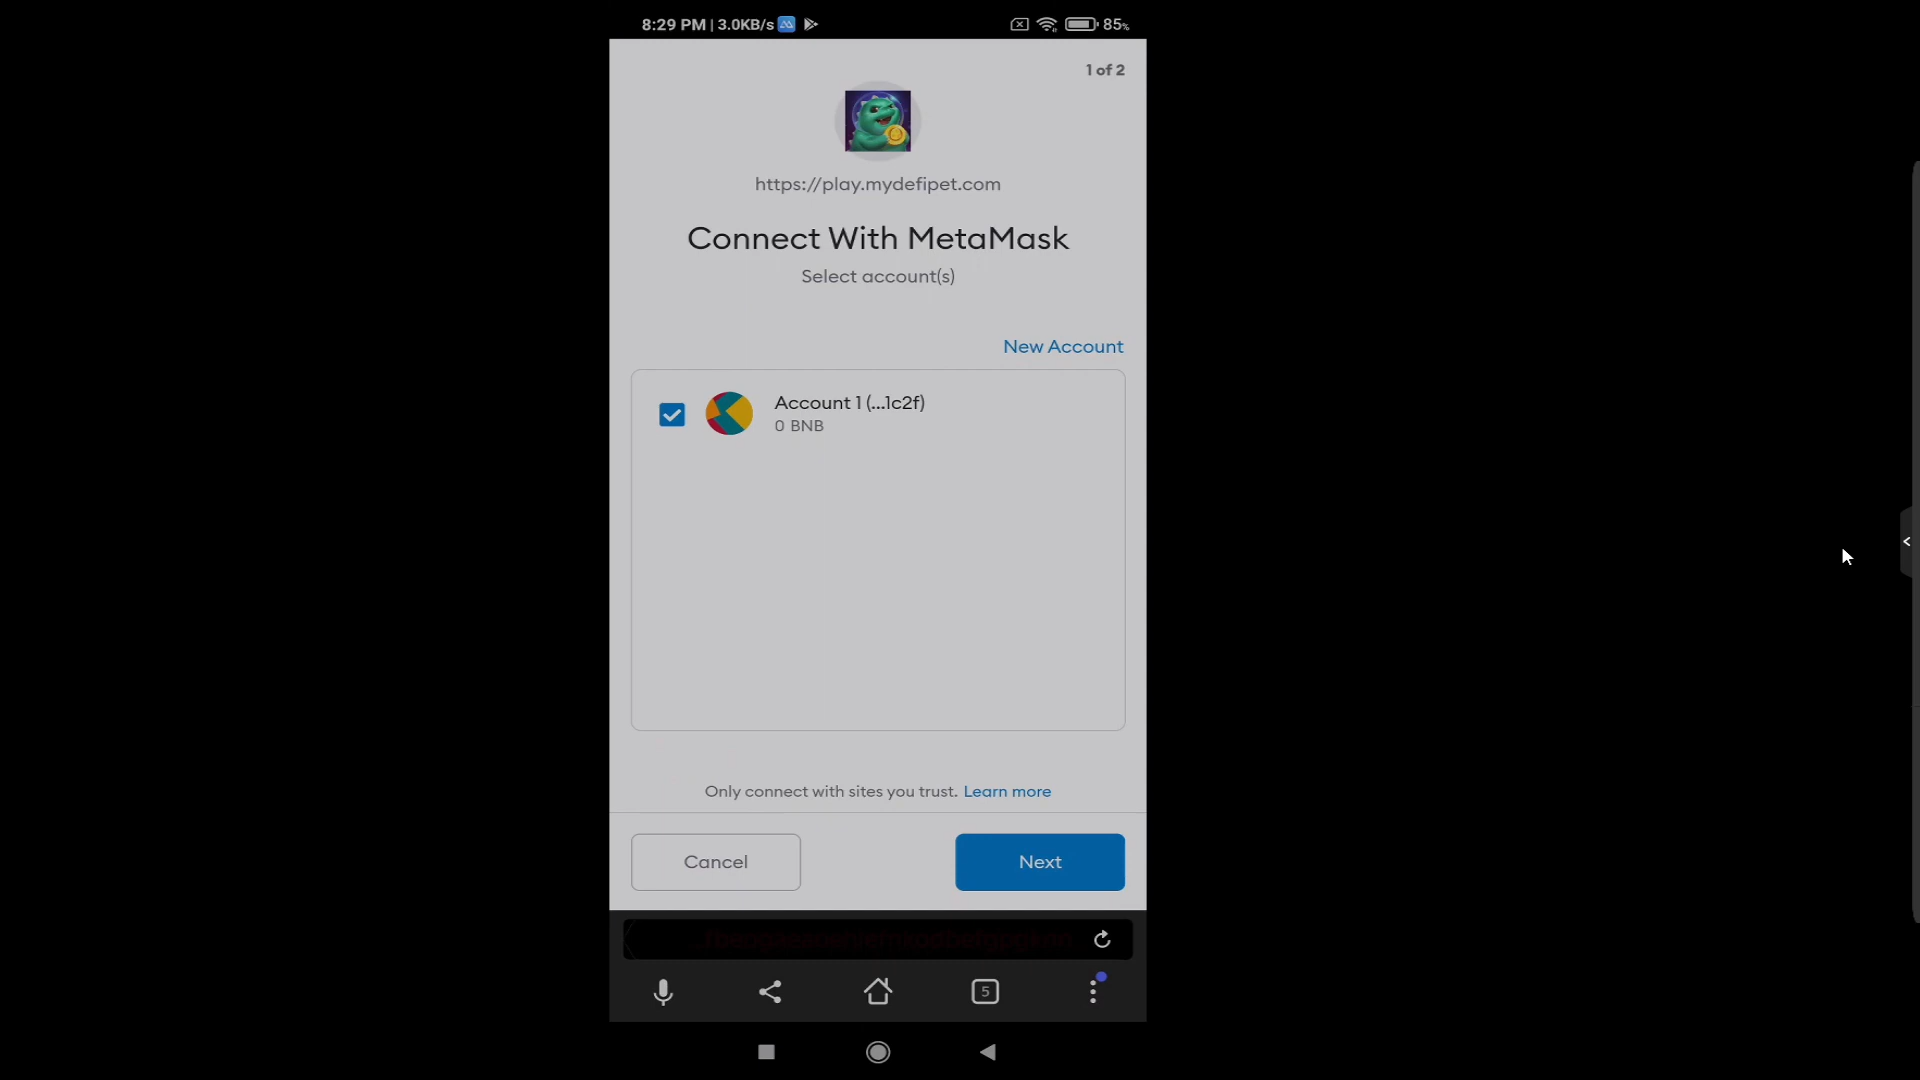 8:29 PM | 3.0KB/s
85%
1 of 2
https://play.mydefipet.com
Connect With MetaMask
Select account(s)
New Account
Account 1 (...1c2f)
0 BNB
Only connect with sites you trust. Learn more
Cancel
Next
5